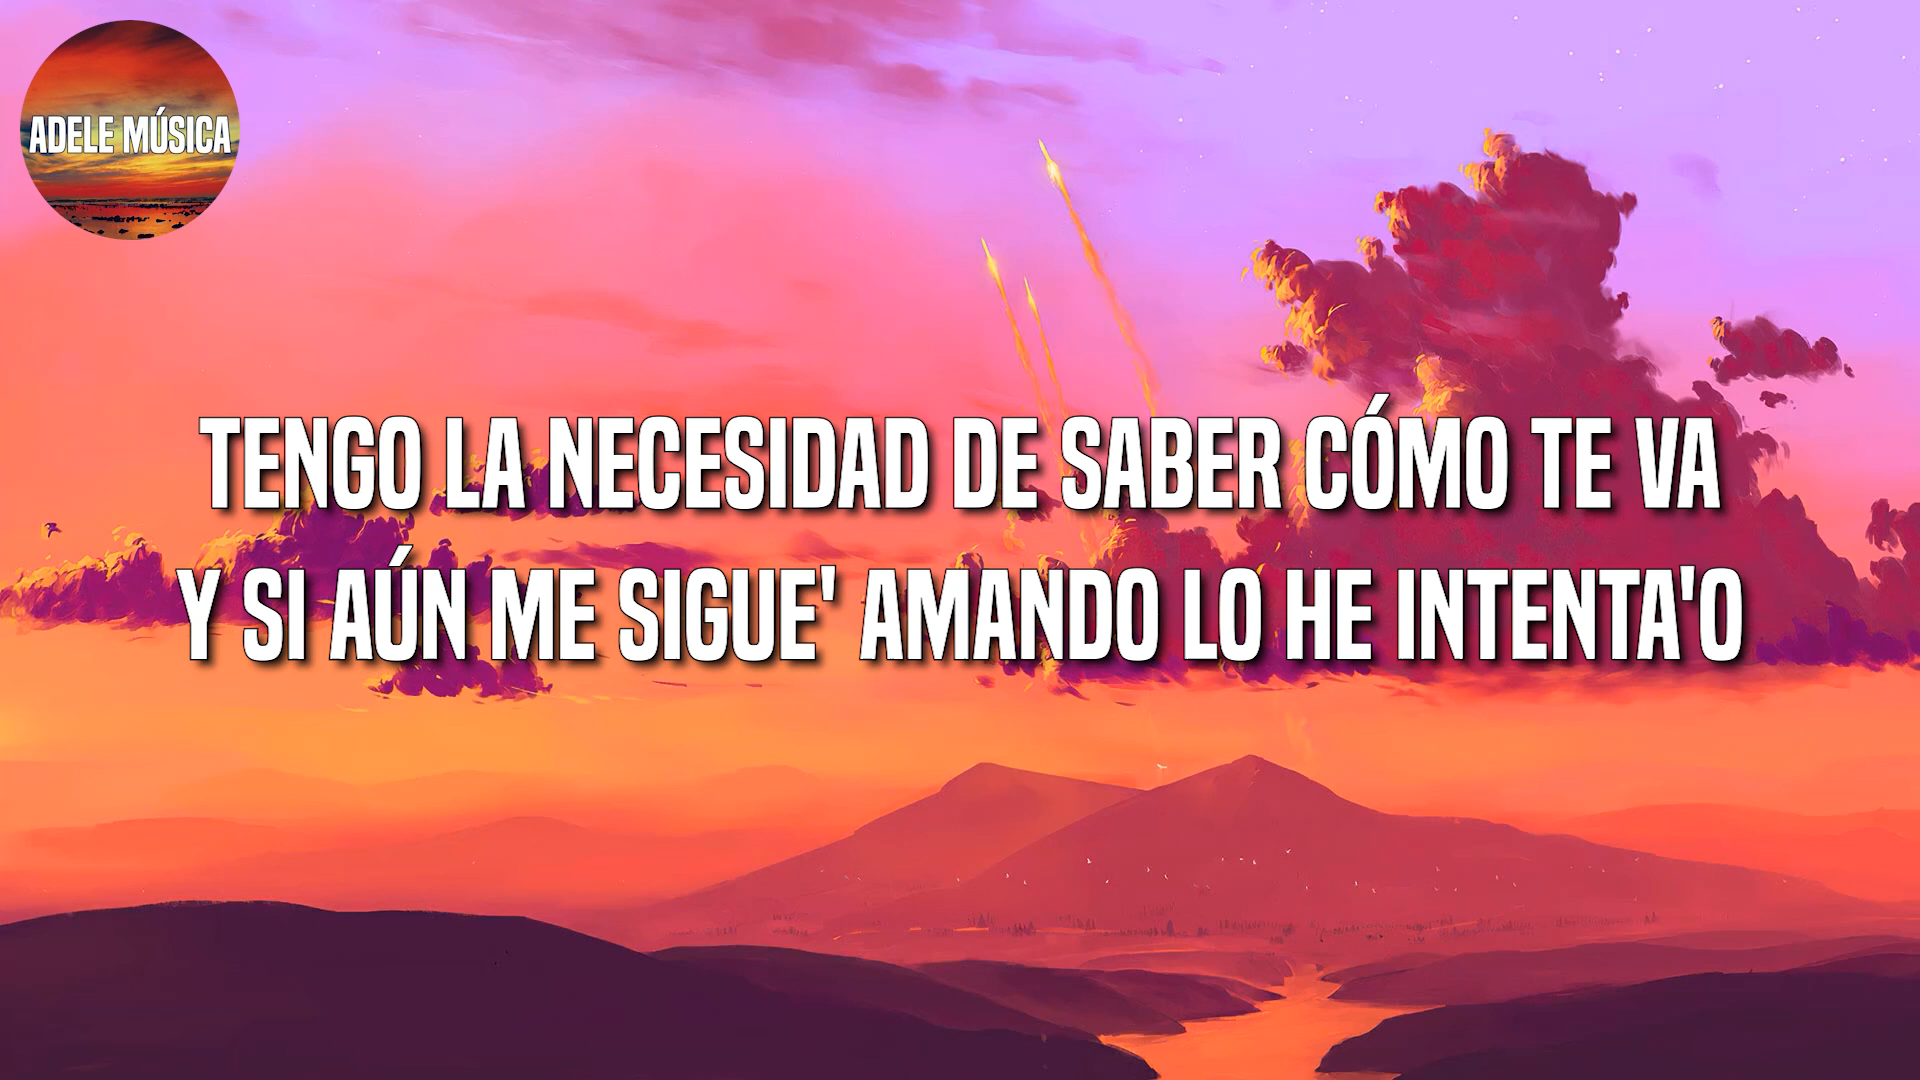 ADELE MÚSICA
TENGO LA NECESIDAD DE SABER CÓMO TE VA
Y SI AÚN ME SIGUE' AMANDO LO HE INTENTA'O